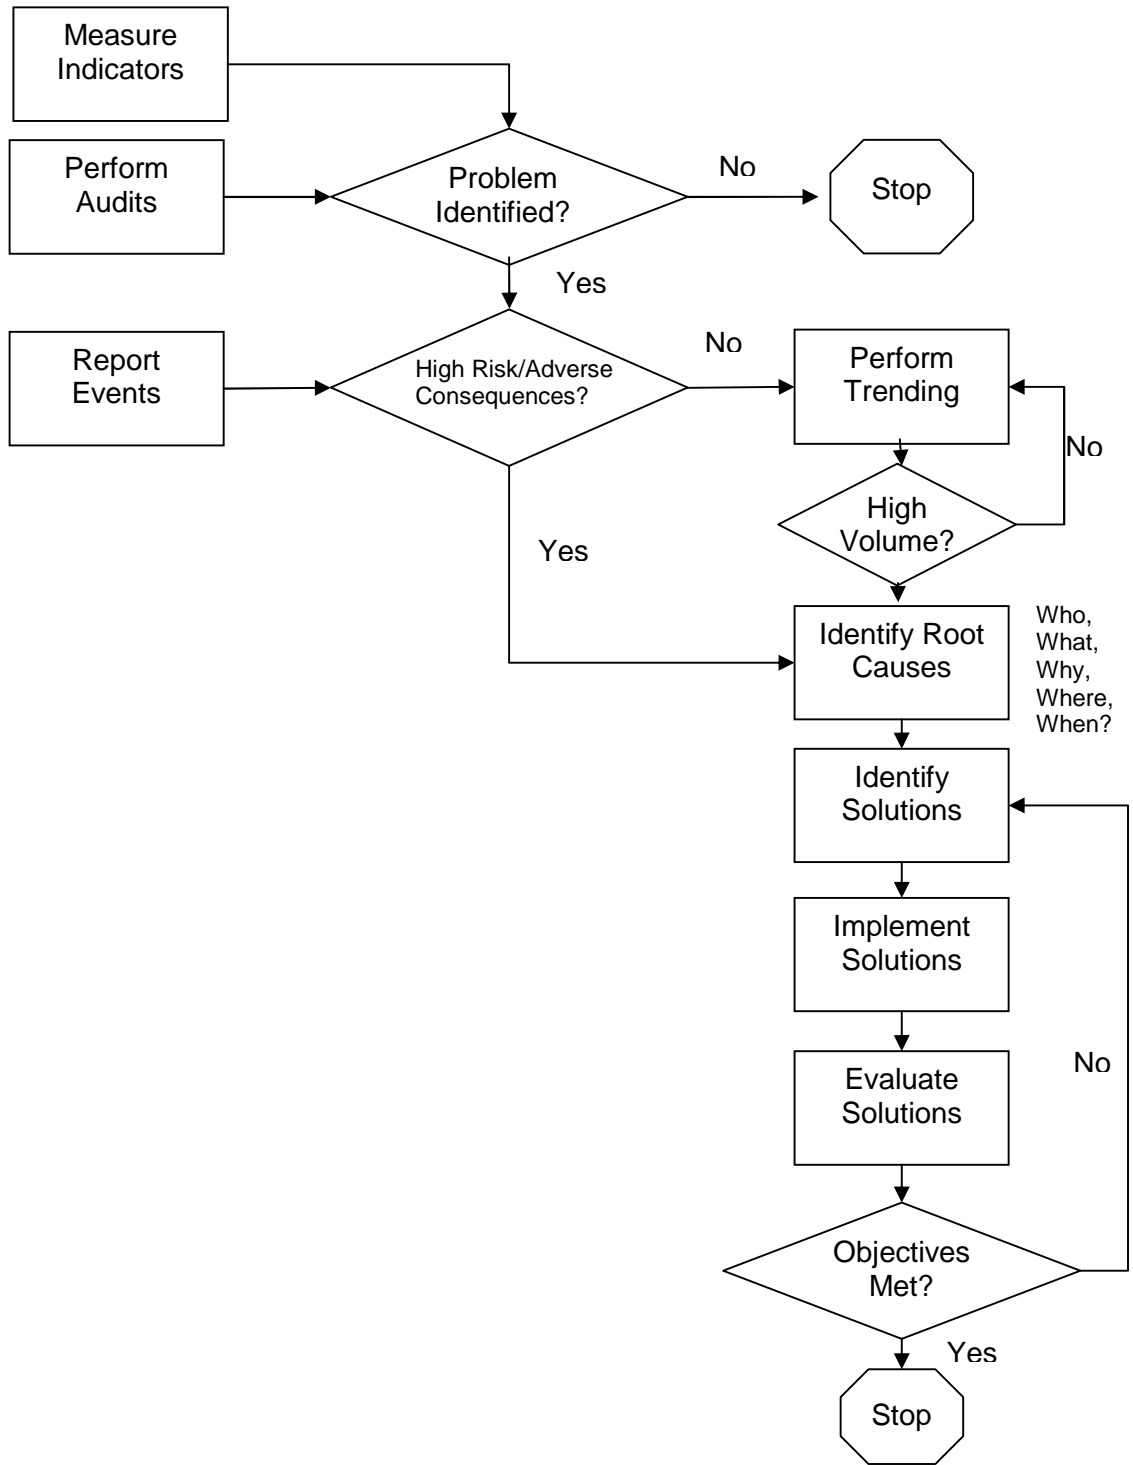 Measure
Indicators
Perform
Audits
Problem
Identified?
No
Stop
Yes
Report
Events
High Risk/Adverse
Consequences?
No
Perform
Trending
No
High
Volume?
Yes
Identify Root
Causes
Who,
What,
Why,
Where,
When?
Identify
Solutions
Implement
Solutions
Evaluate
Solutions
No
Objectives
Met?
Yes
Stop